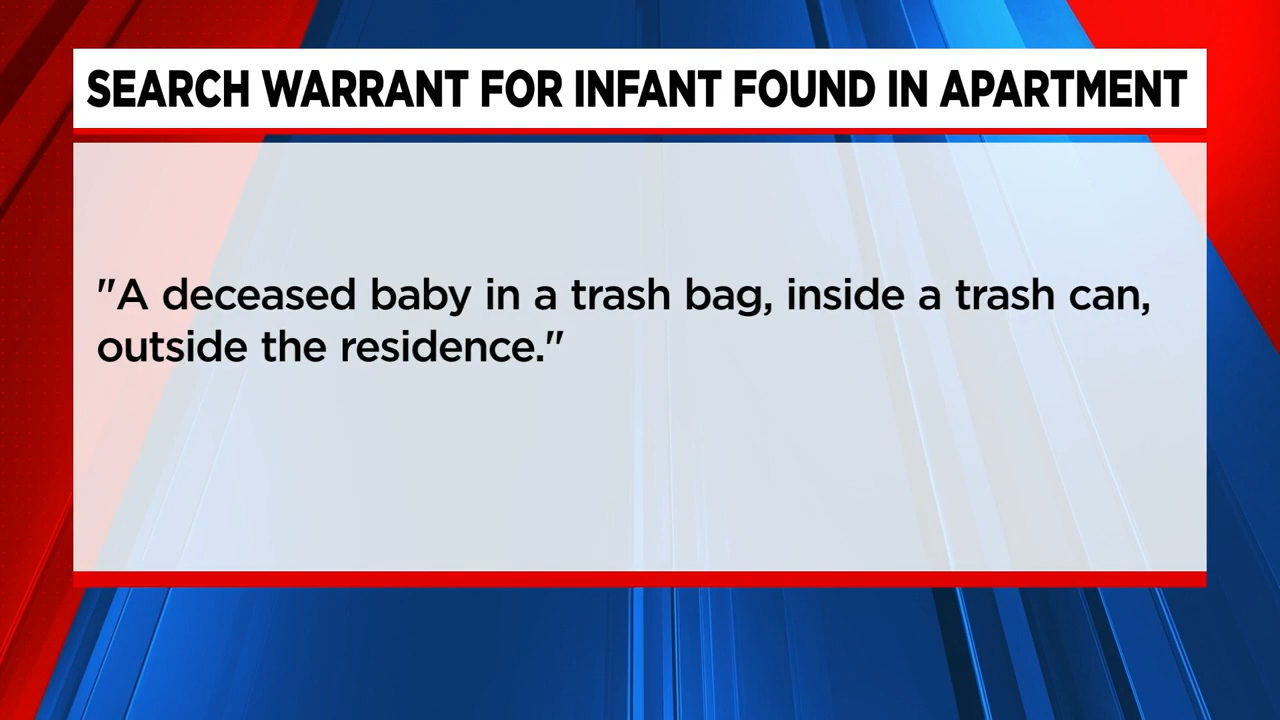 SEARCH WARRANT FOR INFANT FOUND IN APARTMENT
"A deceased baby in a trash bag, inside a trash can,
outside the residence."